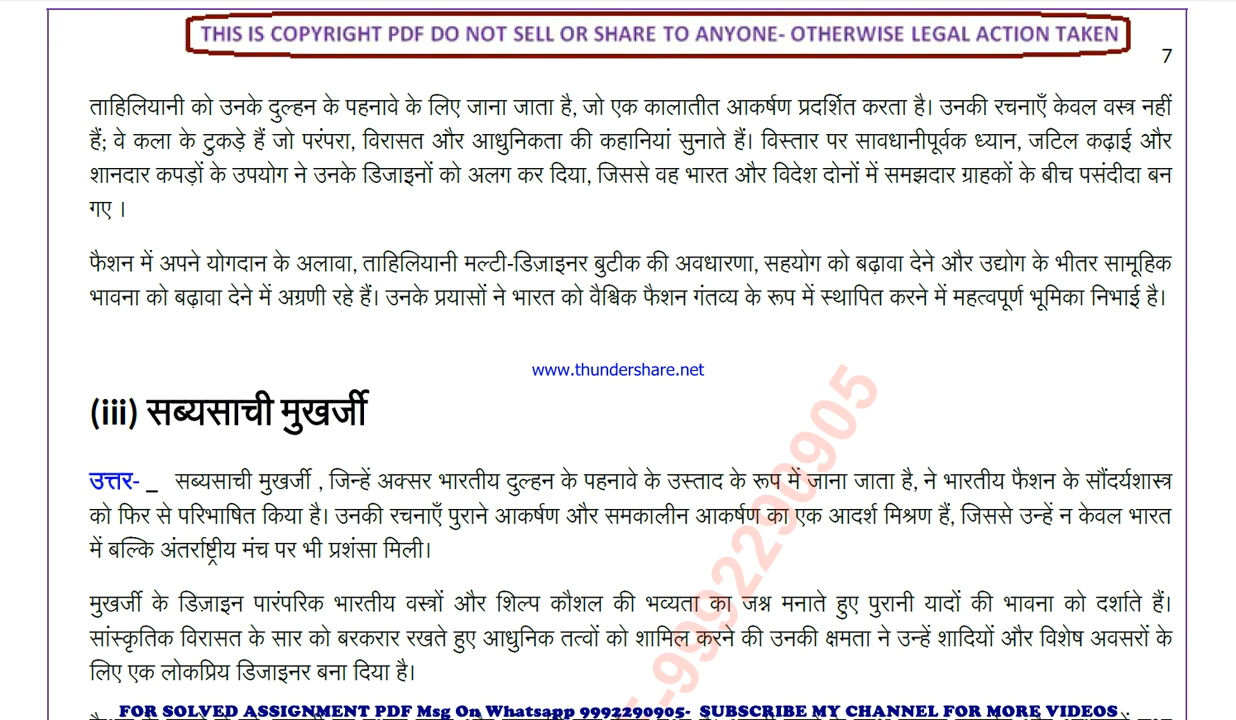 THIS IS COPYRIGHT PDF DO NOT SELL OR SHARE TO ANYONE- OTHERWISE LEGAL ACTION TAKEN
7
ताहिलियानी को उनके दुल्हन के पहनावे के लिए जाना जाता है, जो एक कालातीत आकर्षण प्रदर्शित करता है। उनकी रचनाएँ केवल वस्त्र नहीं
हैं; वे कला के टुकड़े हैं जो परंपरा, विरासत और आधुनिकता की कहानियां सुनाते हैं। विस्तार पर सावधानीपूर्वक ध्यान, जटिल कढ़ाई और
शानदार कपड़ों के उपयोग ने उनके डिजाइनों को अलग कर दिया, जिससे वह भारत और विदेश दोनों में समझदार ग्राहकों के बीच पसंदीदा बन
गए ।
फैशन में अपने योगदान के अलावा, ताहिलियानी मल्टी-डिज़ाइनर बुटीक की अवधारणा, सहयोग को बढ़ावा देने और उद्योग के भीतर सामूहिक
भावना को बढ़ावा देने में अग्रणी रहे हैं। उनके प्रयासों ने भारत को वैश्विक फैशन गंतव्य के रूप में स्थापित करने में महत्वपूर्ण भूमिका निभाई है।
www.thundershare.net
(iii) सब्यसाची मुखर्जी
उत्तर- _ सब्यसाची मुखर्जी , जिन्हें अक्सर भारतीय दुल्हन के पहनावे के उस्ताद के रूप में जाना जाता है, ने भारतीय फैशन के सौंदर्यशास्त्र
को फिर से परिभाषित किया है। उनकी रचनाएँ पुराने आकर्षण और समकालीन आकर्षण का एक आदर्श मिश्रण हैं, जिससे उन्हें न केवल भारत
में बल्कि अंतर्राष्ट्रीय मंच पर भी प्रशंसा मिली।
मुखर्जी के डिज़ाइन पारंपरिक भारतीय वस्त्रों और शिल्प कौशल की भव्यता का जश्न मनाते हुए पुरानी यादों की भावना को दर्शाते हैं।
सांस्कृतिक विरासत के सार को बरकरार रखते हुए आधुनिक तत्वों को शामिल करने की उनकी क्षमता ने उन्हें शादियों और विशेष अवसरों के
लिए एक लोकप्रिय डिजाइनर बना दिया है।
-9992290905
FOR SOLVED ASSIGNMENT PDF Msg On Whatsapp 9992290905- SUBSCRIBE MY CHANNEL FOR MORE VIDEOS